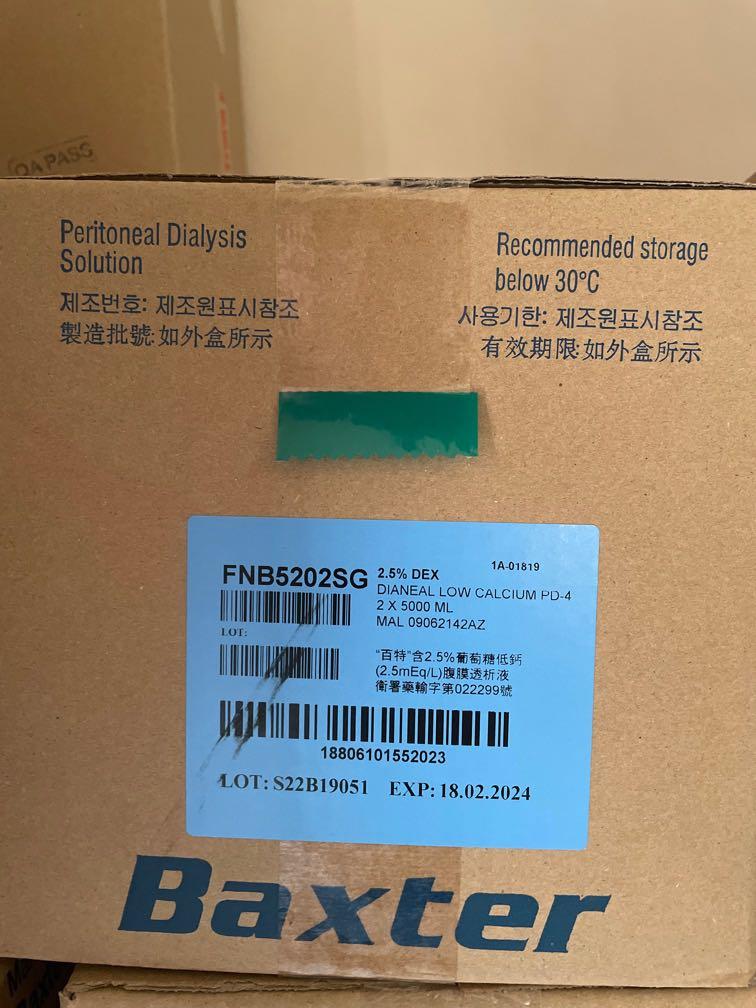 QA PASS
Peritoneal Dialysis
Solution
제조번호: 제조원표시참조
製造批號:如外盒所示
Recommended storage
below 30°C
사용기한: 제조원표시참조
有效期限:如外盒所示
FNB5202SG
LOT:
2.5% DEX
1A-01819
DIANEAL LOW CALCIUM PD-4
2 X 5000 ML
MAL 09062142AZ
“百特”含2.5%葡萄糖低鈣
(2.5mEq/L)腹膜透析液
衛署藥輸字第022299號
18806101552023
LOT: S22B19051 EXP: 18.02.2024
Baxter